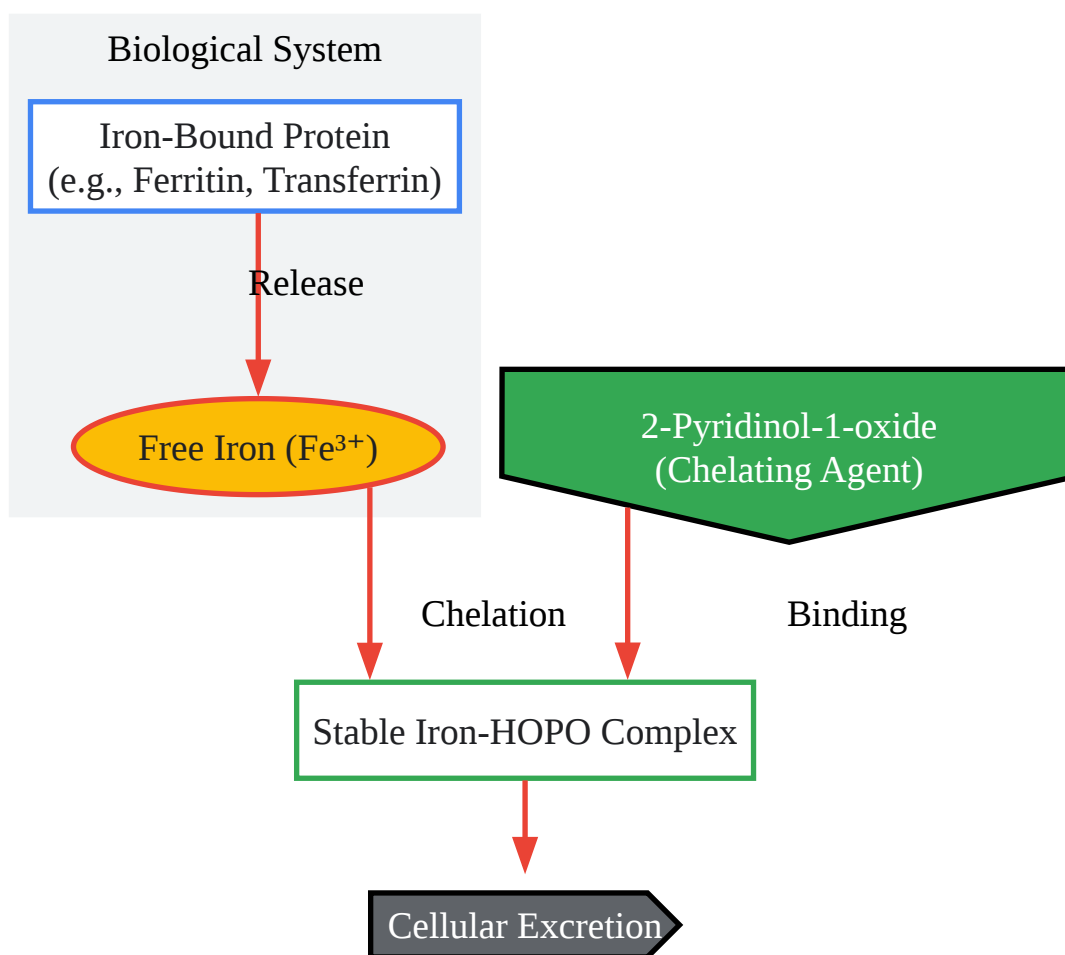 Biological System
Iron-Bound Protein
(e.g., Ferritin, Transferrin)
Release
Free Iron (Fe³⁺)
2-Pyridinol-1-oxide
(Chelating Agent)
Chelation
Binding
Stable Iron-HOPO Complex
Cellular Excretion